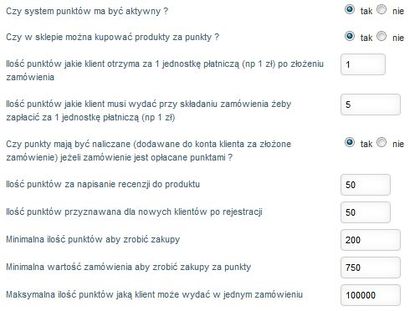 Czy system punktów ma być aktywny ? tak nie
Czy w sklepie można kupować produkty za punkty ? tak nie
Ilość punktów jakie klient otrzyma za 1 jednostkę płatniczą (np 1 zł) po złożeniu 1
zamówienia
Ilość punktów jakie klient musi wydać przy składaniu zamówienia żeby 5
zapłacić za 1 jednostkę płatniczą (np 1 zł)
Czy punkty mają być naliczane (dodawane do konta klienta za złożone tak nie
zamówienie) jeżeli zamówienie jest opłacane punktami ?
Ilość punktów za napisanie recenzji do produktu 50
Ilość punktów przyznawana dla nowych klientów po rejestracji 50
Minimalna ilość punktów aby zrobić zakupy 200
Minimalna wartość zamówienia aby zrobić zakupy za punkty 750
Maksymalna ilość punktów jaką klient może wydać w jednym zamówieniu 100000